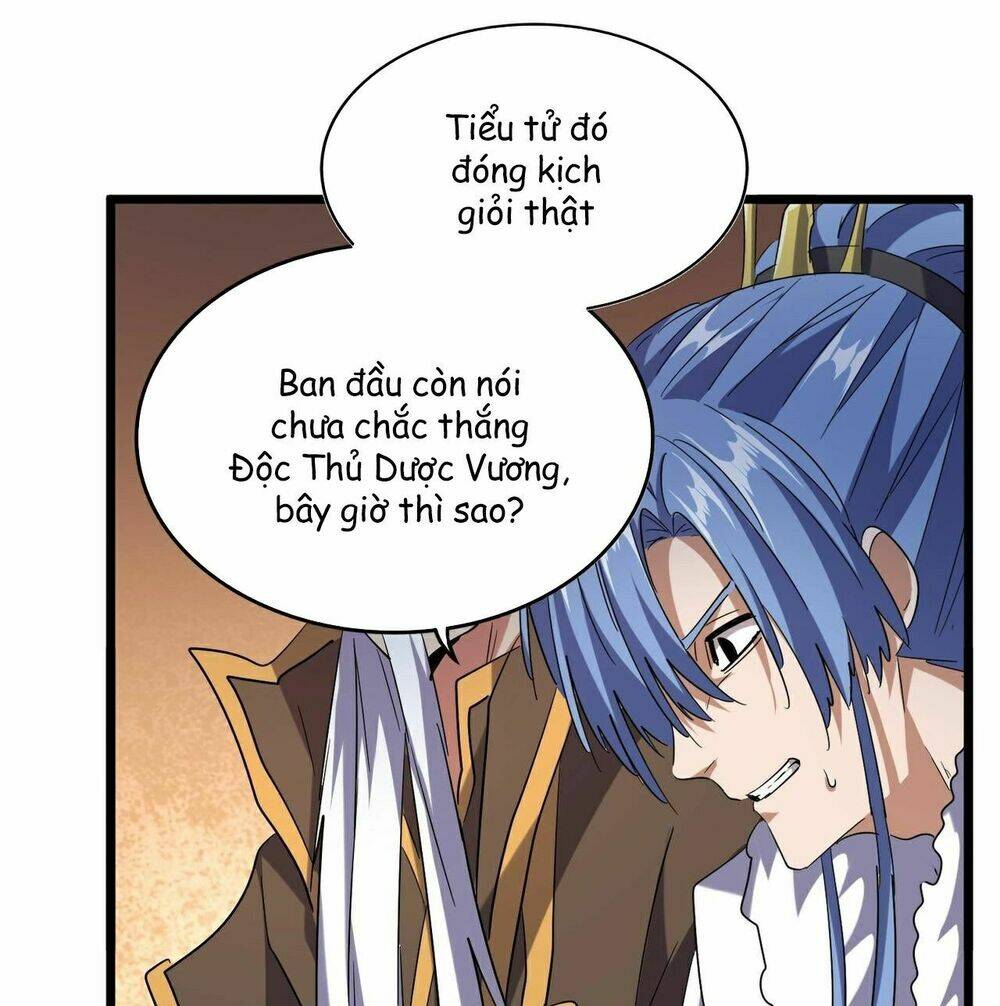 Tiểu tử đó
đóng kịch
giỏi thật
Ban đầu còn nói
chưa chắc thắng
Độc Thủ Dược Vương,
bây giờ thì sao?